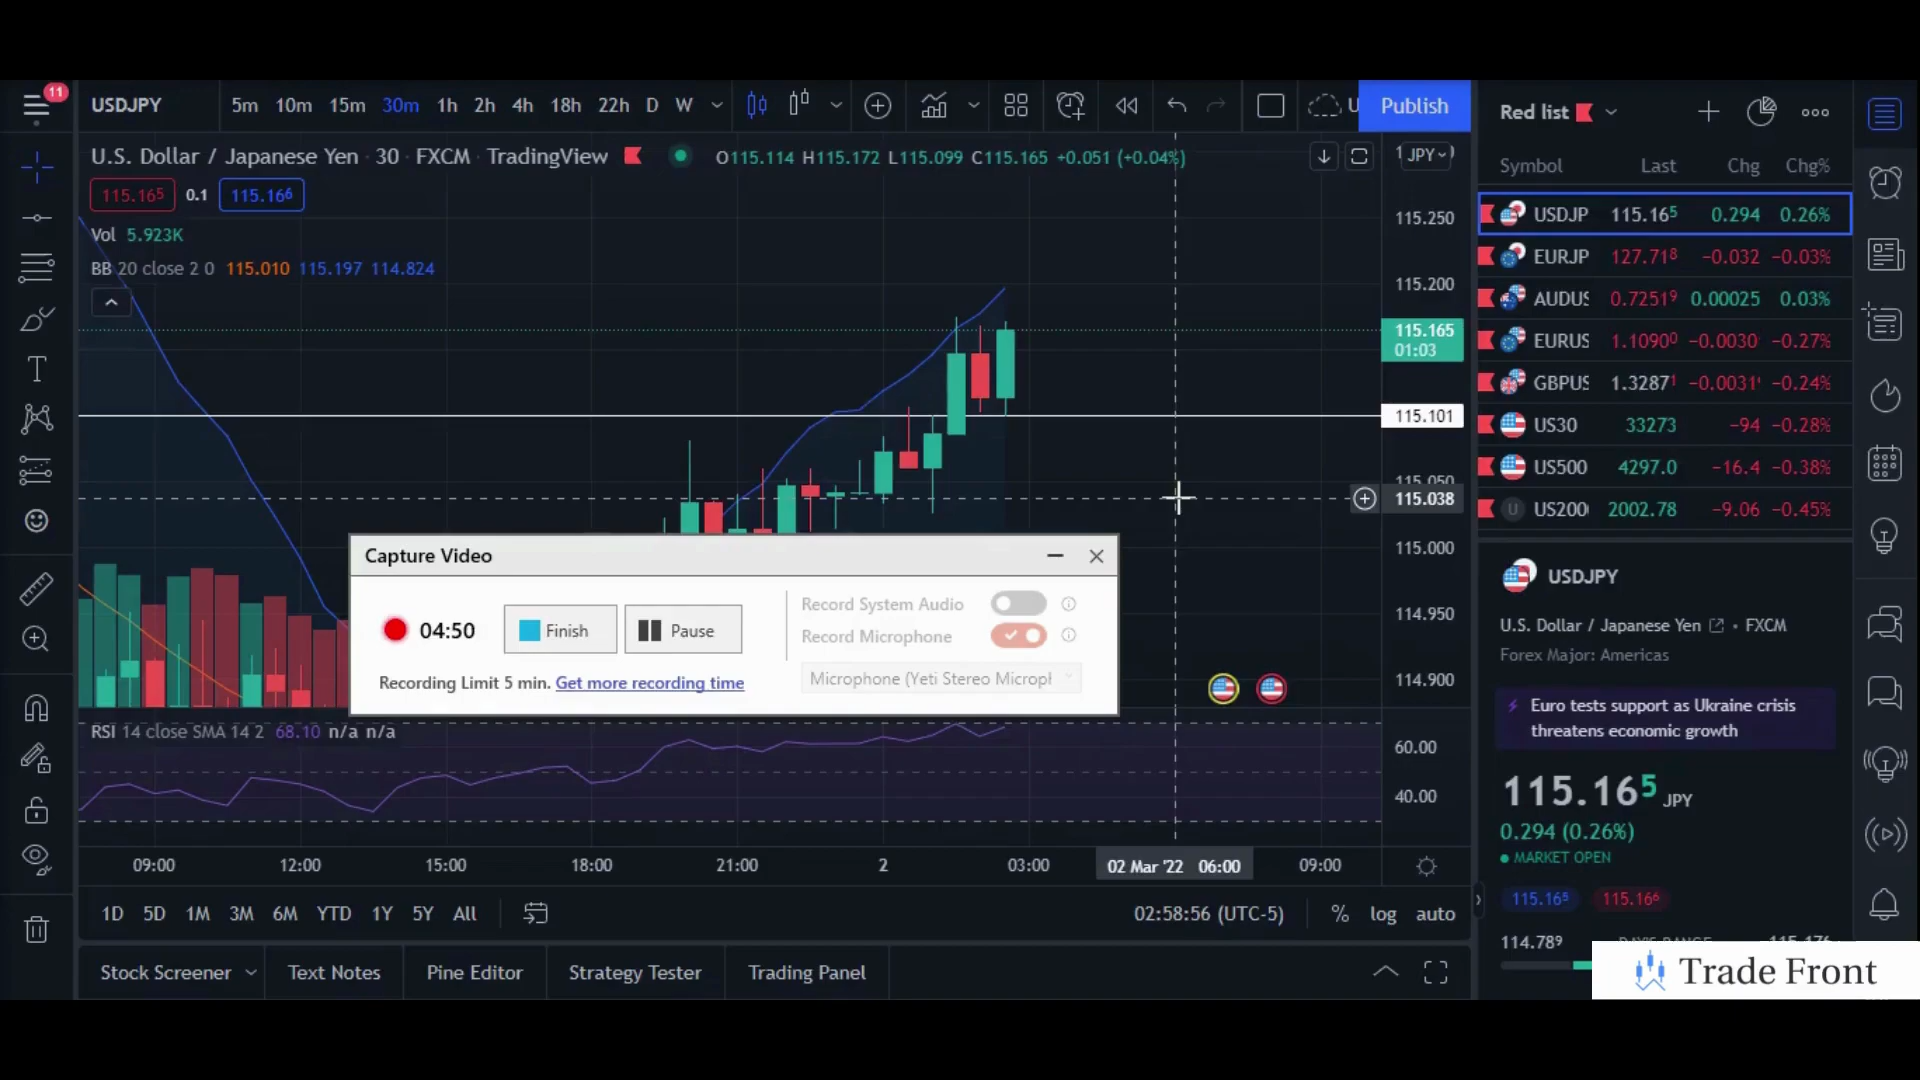 11
USDJPY
5m 10m 15m 30m 1h 2h 4h 18h 22h D W
U
Publish
U.S. Dollar / Japanese Yen · 30 · FXCM · TradingView
O115.114 H115.172 L115.099 C115.165 +0.051 (+0.04%)
JPY
115.165 0.1 115.166
Vol 5.923K
BB 20 close 2 0 115.010 115.197 114.824
115.250
115.200
115.165
01:03
115.101
115.050
115.038
115.000
114.950
114.900
Capture Video
04:50
Finish
Pause
Record System Audio
Record Microphone
Microphone (Yeti Stereo Microph
Recording Limit 5 min. Get more recording time
RSI 14 close SMA 14 2 68.10 n/a n/a
60.00
40.00
09:00 12:00 15:00 18:00 21:00 2 03:00 02 Mar '22 06:00 09:00
1D 5D 1M 3M 6M YTD 1Y 5Y All
02:58:56 (UTC-5) % log auto
Stock Screener Text Notes Pine Editor Strategy Tester Trading Panel
Red list
Symbol Last Chg Chg%
USDJP 115.165 0.294 0.26%
EURJP 127.718 −0.032 −0.03%
AUDUS 0.72519 0.00025 0.03%
EURUS 1.10900 −0.0030 −0.27%
GBPUS 1.32871 −0.0031 −0.24%
US30 33273 −94 −0.28%
US500 4297.0 −16.4 −0.38%
U US200 2002.78 −9.06 −0.45%
USDJPY
U.S. Dollar / Japanese Yen • FXCM
Forex Major: Americas
Euro tests support as Ukraine crisis
threatens economic growth
115.165 JPY
0.294 (0.26%)
MARKET OPEN
115.165 115.166
114.789 DAY'S RANGE 115.176
Trade Front